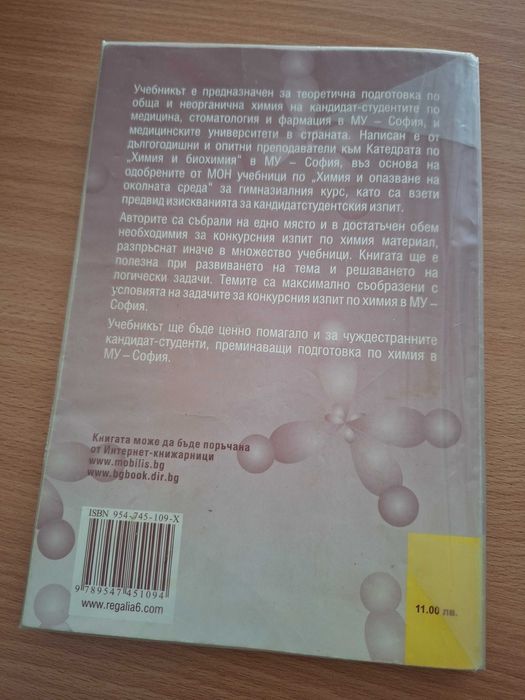 Учебникът е предназначен за теоретична подготовка по
обща и неорганична химия на кандидат-студентите по
медицина, стоматология и фармация в МУ – София, и
медицинските университети в страната. Написан е от
дългогодишни и опитни преподаватели към Катедрата по
„Химия и биохимия" в МУ – София, въз основа на
одобрените от МОН учебници по „Химия и опазване на
околната среда" за гимназиалния курс, като са взети
предвид изискванията за кандидатстудентския изпит.
Авторите са събрали на едно място и в достатъчен обем
необходимия за конкурсния изпит по химия материал,
разпръснат иначе в множество учебници. Книгата ще е
полезна при развиването на тема и решаването на
логически задачи. Темите са максимално съобразени с
условията на задачите за конкурсния изпит по химия в МУ –
София.
Учебникът ще бъде ценно помагало и за чуждестранните
кандидат-студенти, преминаващи подготовка по химия в
МУ – София.
Книгата може да бъде поръчана
от Интернет-книжарници
www.mobilis.bg
www.bgbook.dir.bg
ISBN 954-745-109-X
9 789547 451094
www.regalia6.com
11.00 лв.